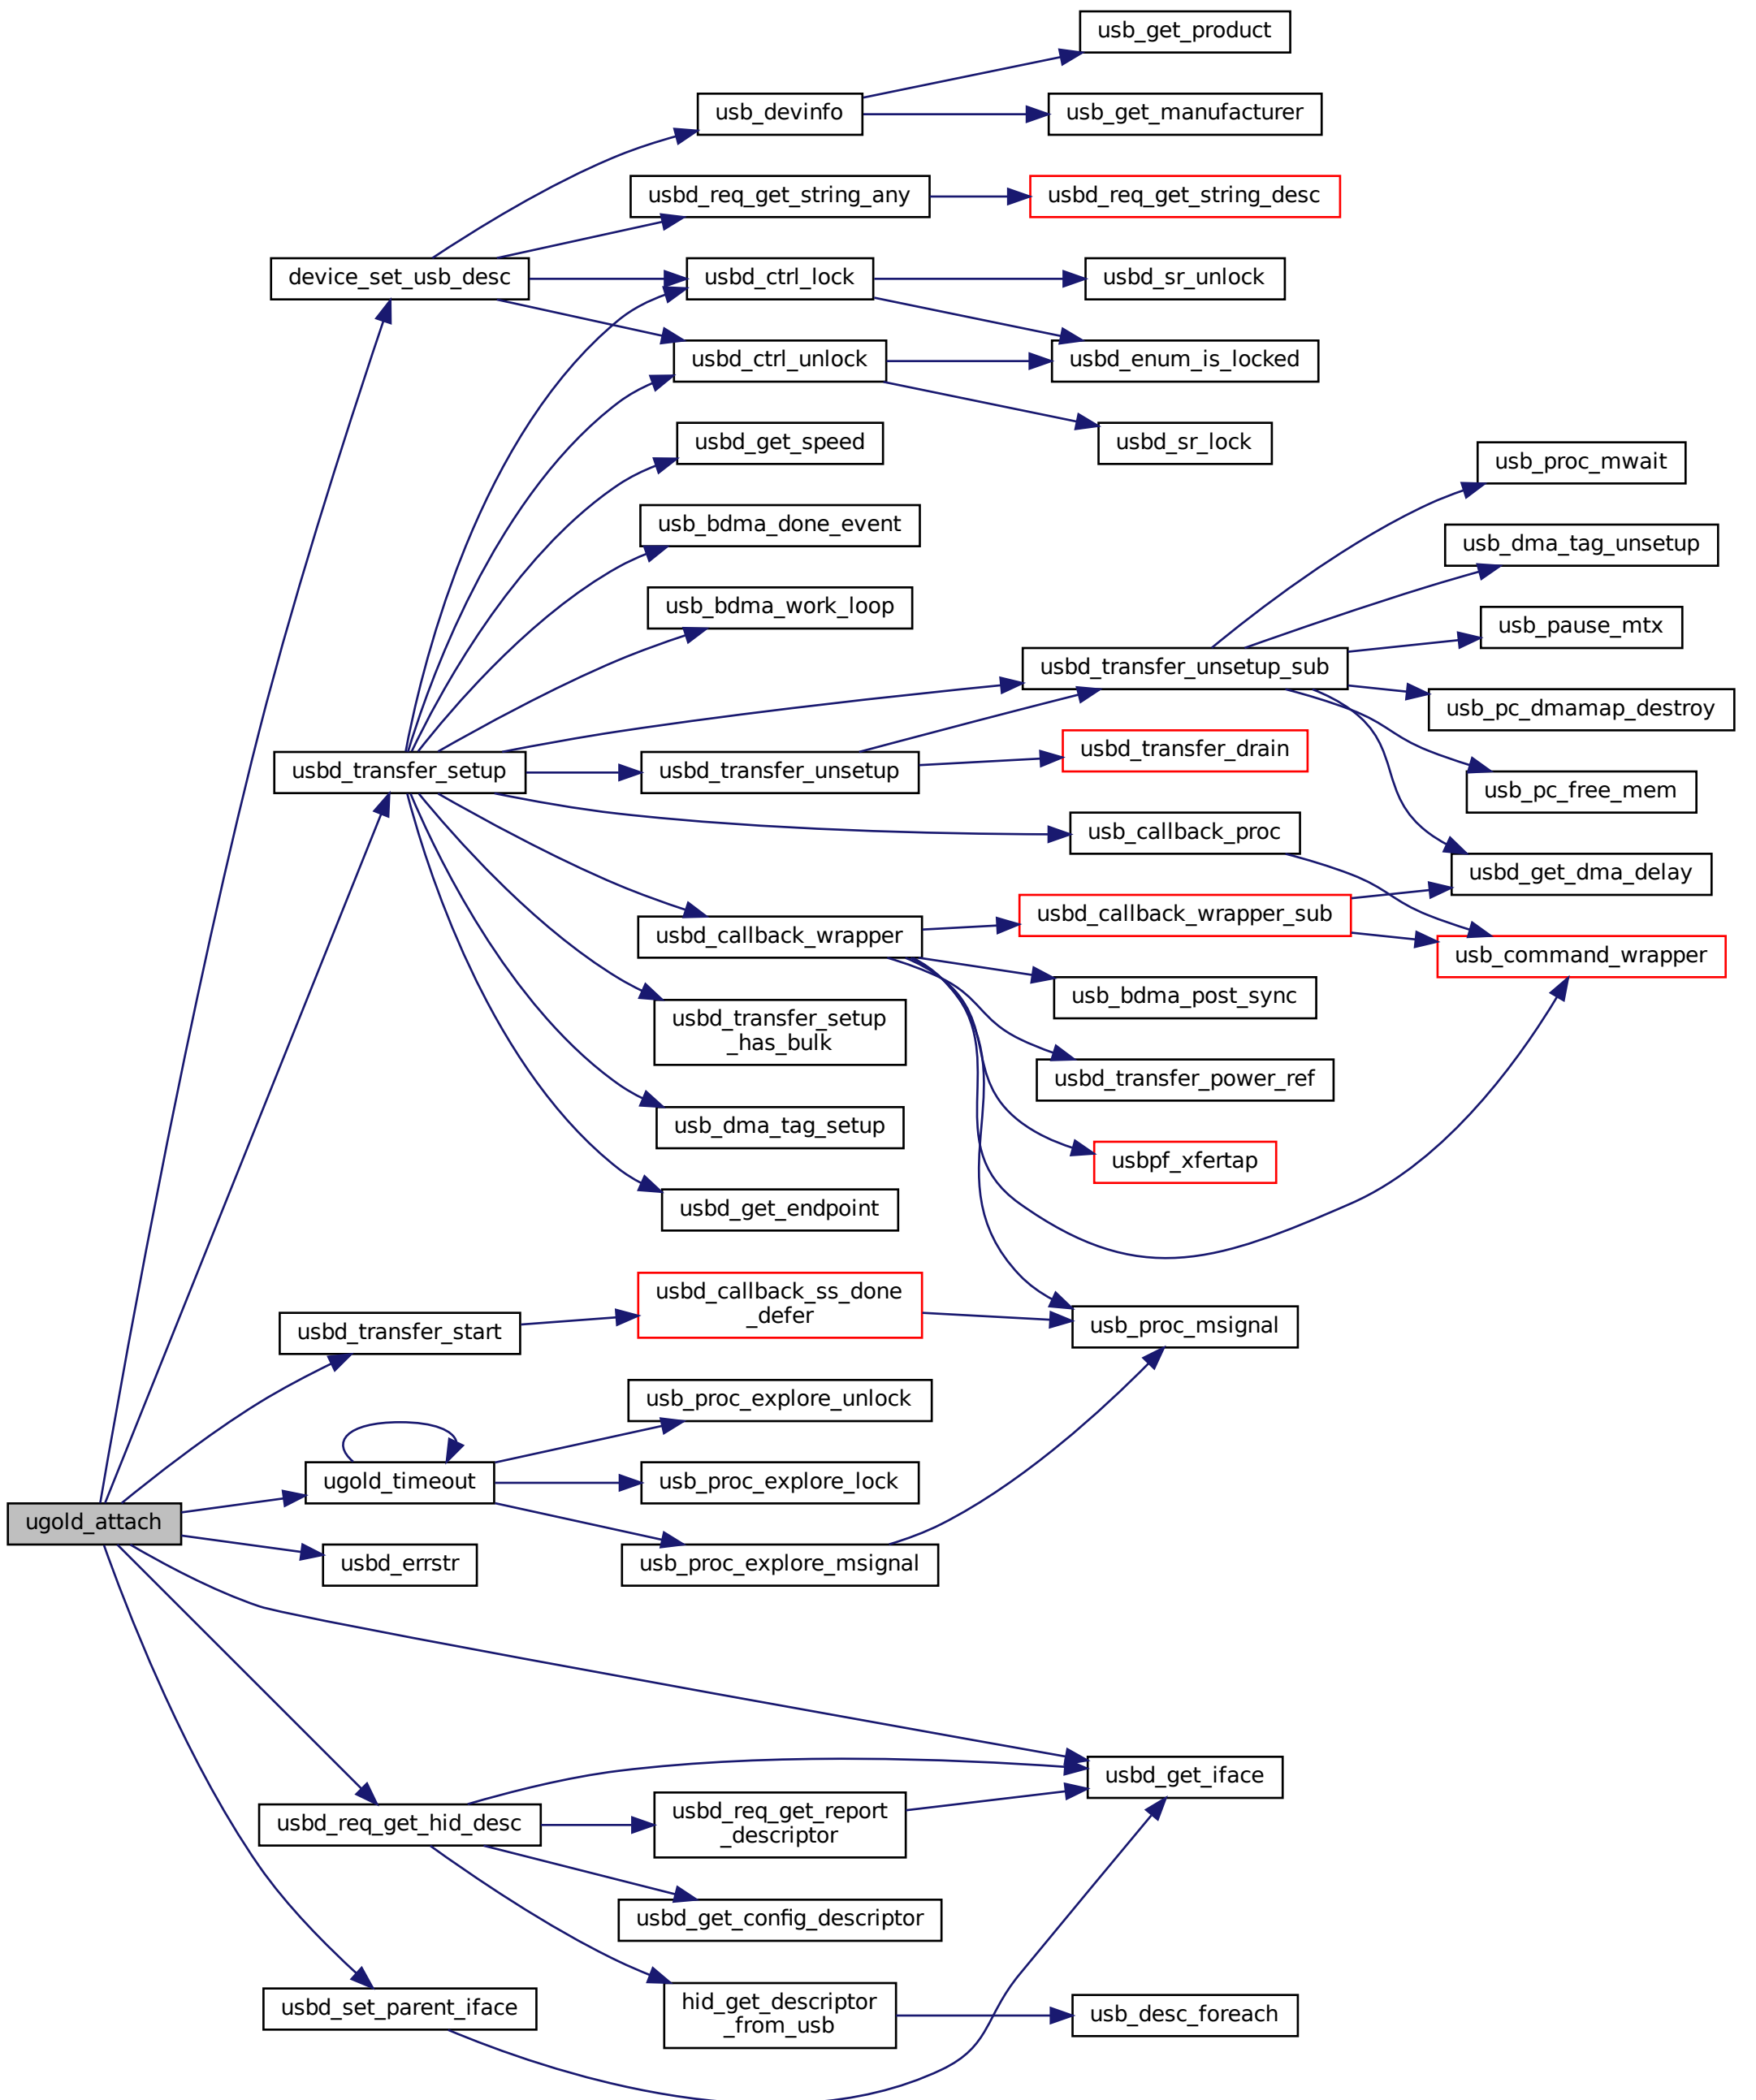 usb_get_product
usb_devinfo
usb_get_manufacturer
usbd_req_get_string_any
usbd_req_get_string_desc
device_set_usb_desc
usbd_ctrl_lock
usbd_sr_unlock
usbd_ctrl_unlock
usbd_enum_is_locked
usbd_get_speed
usbd_sr_lock
usb_proc_mwait
usb_bdma_done_event
usb_dma_tag_unsetup
usb_bdma_work_loop
usb_pause_mtx
usbd_transfer_unsetup_sub
usb_pc_dmamap_destroy
usbd_transfer_setup
usbd_transfer_unsetup
usbd_transfer_drain
usb_pc_free_mem
usb_callback_proc
usbd_get_dma_delay
usbd_callback_wrapper
usbd_callback_wrapper_sub
usb_command_wrapper
usb_bdma_post_sync
usbd_transfer_setup
_has_bulk
usbd_transfer_power_ref
usb_dma_tag_setup
usbpf_xfertap
usbd_get_endpoint
usbd_transfer_start
usbd_callback_ss_done
_defer
usb_proc_msignal
usb_proc_explore_unlock
ugold_timeout
usb_proc_explore_lock
ugold_attach
usbd_errstr
usb_proc_explore_msignal
usbd_get_iface
usbd_req_get_hid_desc
usbd_req_get_report
_descriptor
usbd_get_config_descriptor
usbd_set_parent_iface
hid_get_descriptor
_from_usb
usb_desc_foreach